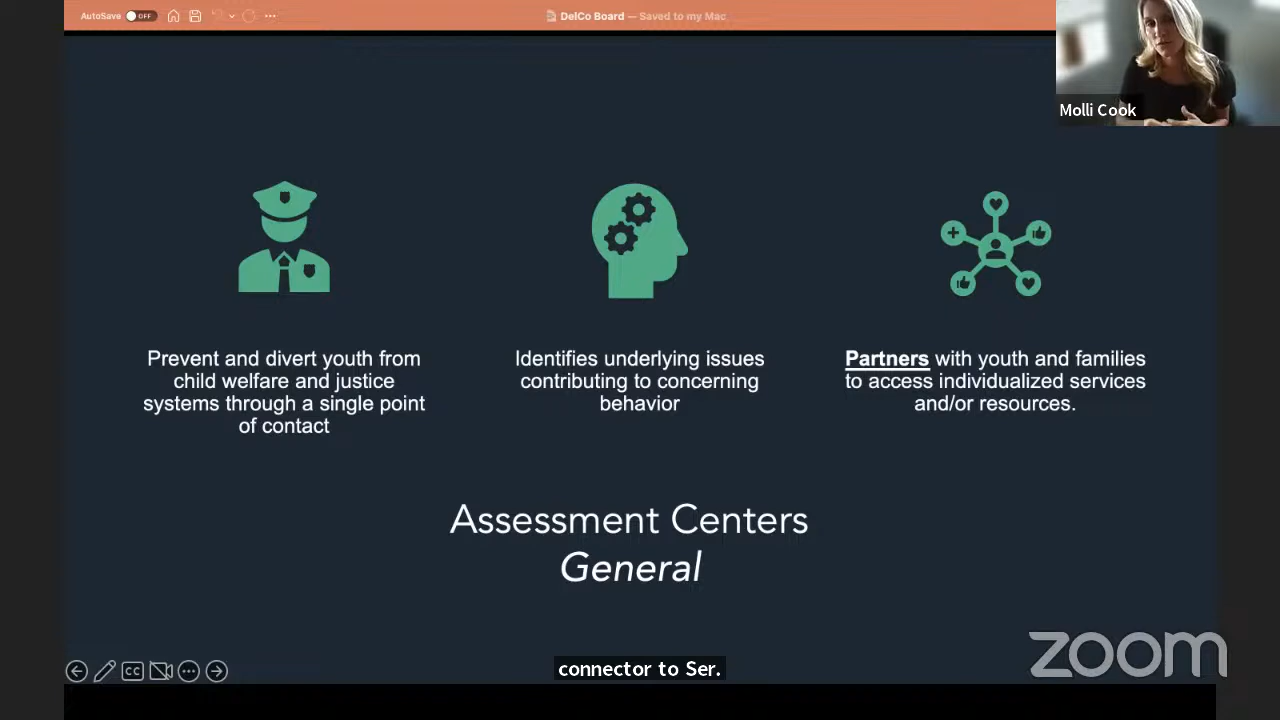 AutoSave OFF
DelCo Board — Saved to my Mac
Molli Cook
Prevent and divert youth from
child welfare and justice
systems through a single point
of contact
Identifies underlying issues
contributing to concerning
behavior
Partners with youth and families
to access individualized services
and/or resources.
Assessment Centers
General
CC
connector to Ser.
zoom